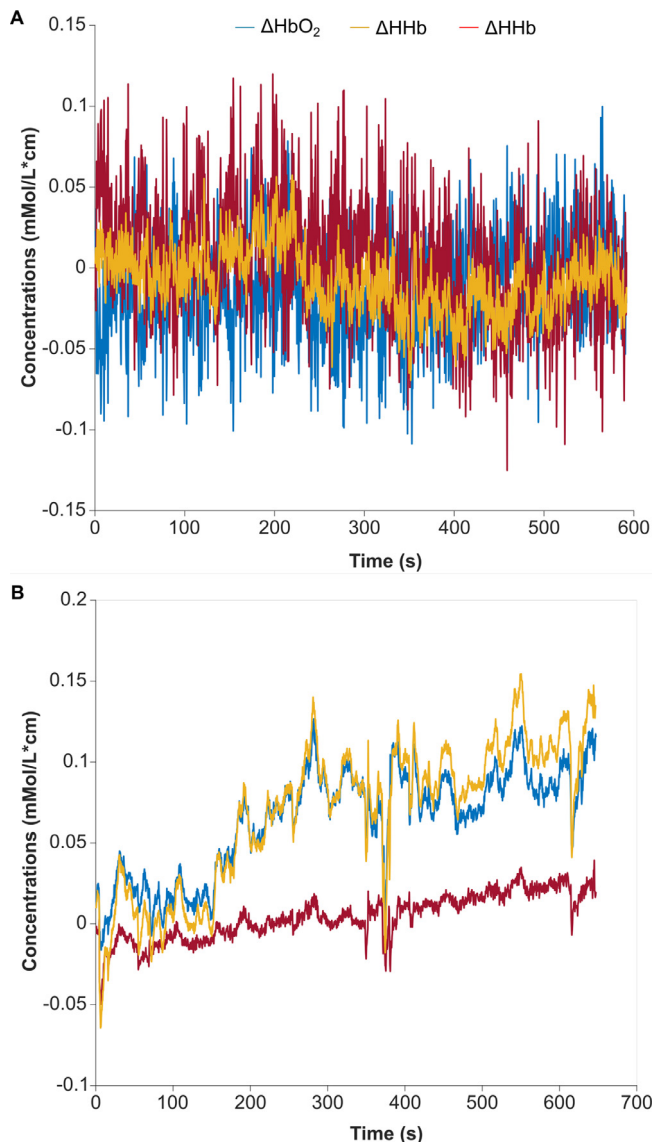 A
ΔHbO₂ ΔHHb ΔHHb
Concentrations (mMol/L*cm)
0.15
0.1
0.05
0
-0.05
-0.1
-0.15
0 100 200 300 400 500 600
Time (s)
B
Concentrations (mMol/L*cm)
0.2
0.15
0.1
0.05
0
-0.05
-0.1
0 100 200 300 400 500 600 700
Time (s)